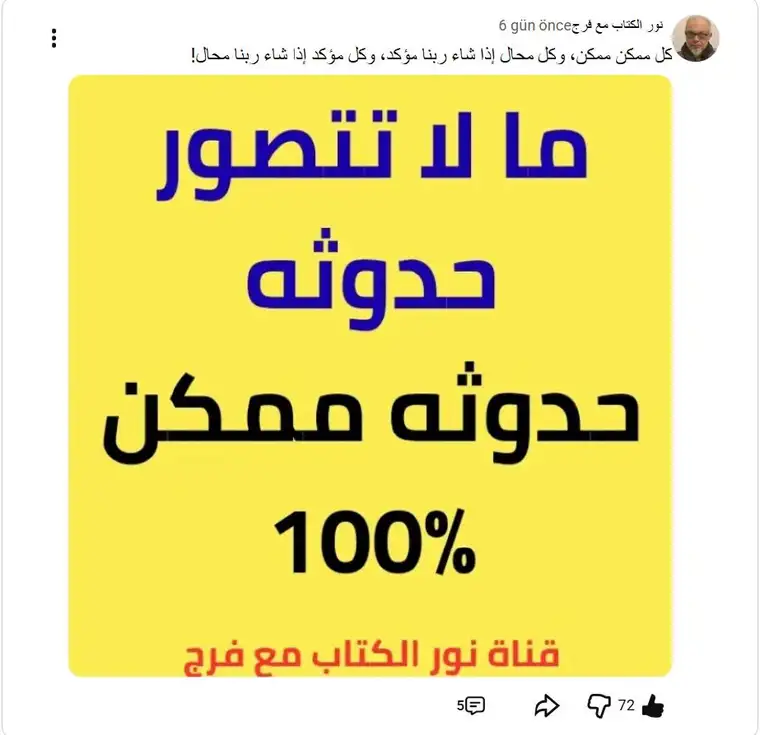 نور الكتاب مع فرج 6 gün önce
كل ممكن ممكن، وكل محال إذا شاء ربنا مؤكد، وكل مؤكد إذا شاء ربنا محال!
ما لا تتصور
حدوثه
حدوثه ممكن
100%
قناة نور الكتاب مع فرج
72
5